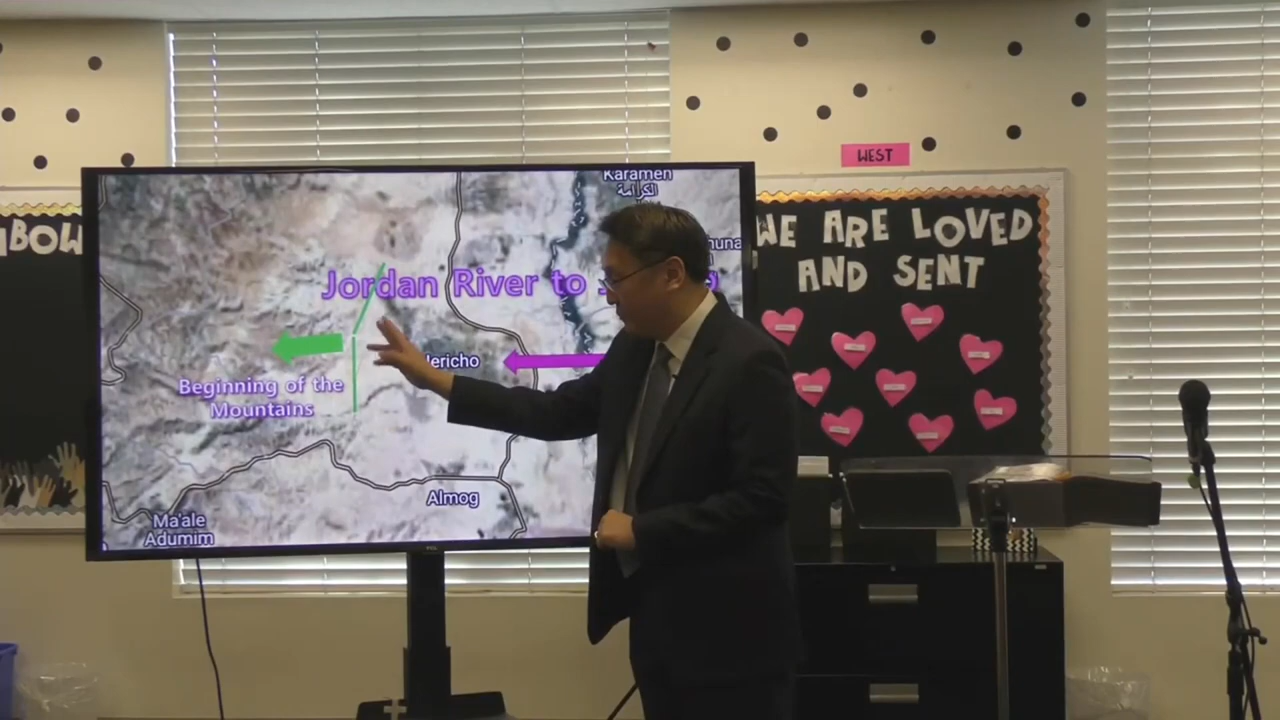 WEST
Karamen
الكرامة
WE ARE LOVED
AND SENT
Jordan River to
Jericho
Beginning of the
Mountains
Almog
Ma'ale
Adumim
TCL